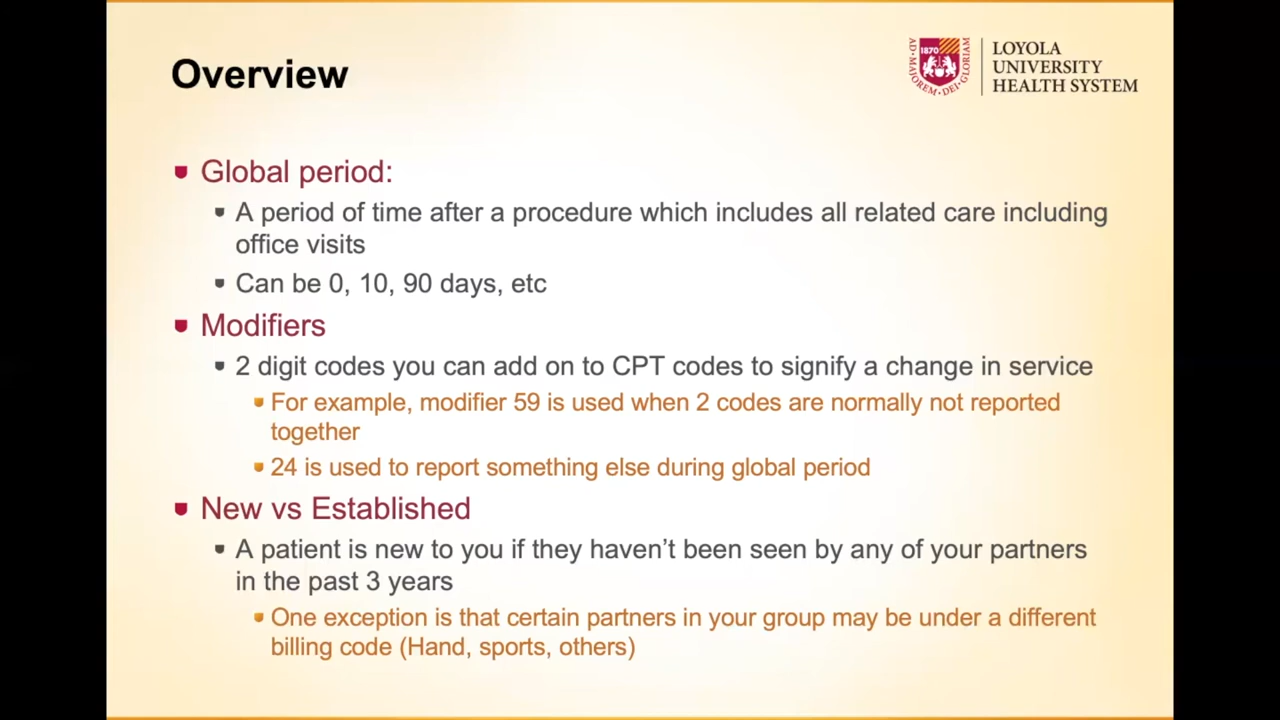 Overview
AD • MAJOREM • DEI • GLORIAM
1870
LOYOLA
UNIVERSITY
HEALTH SYSTEM
Global period:
A period of time after a procedure which includes all related care including
office visits
Can be 0, 10, 90 days, etc
Modifiers
2 digit codes you can add on to CPT codes to signify a change in service
For example, modifier 59 is used when 2 codes are normally not reported
together
24 is used to report something else during global period
New vs Established
A patient is new to you if they haven’t been seen by any of your partners
in the past 3 years
One exception is that certain partners in your group may be under a different
billing code (Hand, sports, others)